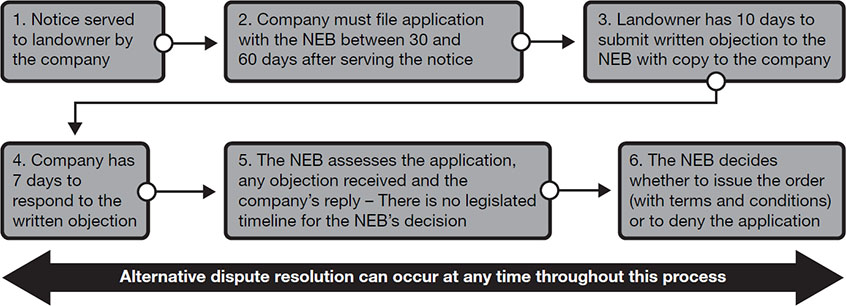 1. Notice served
to landowner by
the company
2. Company must file application
with the NEB between 30 and
60 days after serving the notice
3. Landowner has 10 days to
submit written objection to the
NEB with copy to the company
4. Company has
7 days to
respond to the
written objection
5. The NEB assesses the application,
any objection received and the
company’s reply – There is no legislated
timeline for the NEB’s decision
6. The NEB decides
whether to issue the order
(with terms and conditions)
or to deny the application
Alternative dispute resolution can occur at any time throughout this process